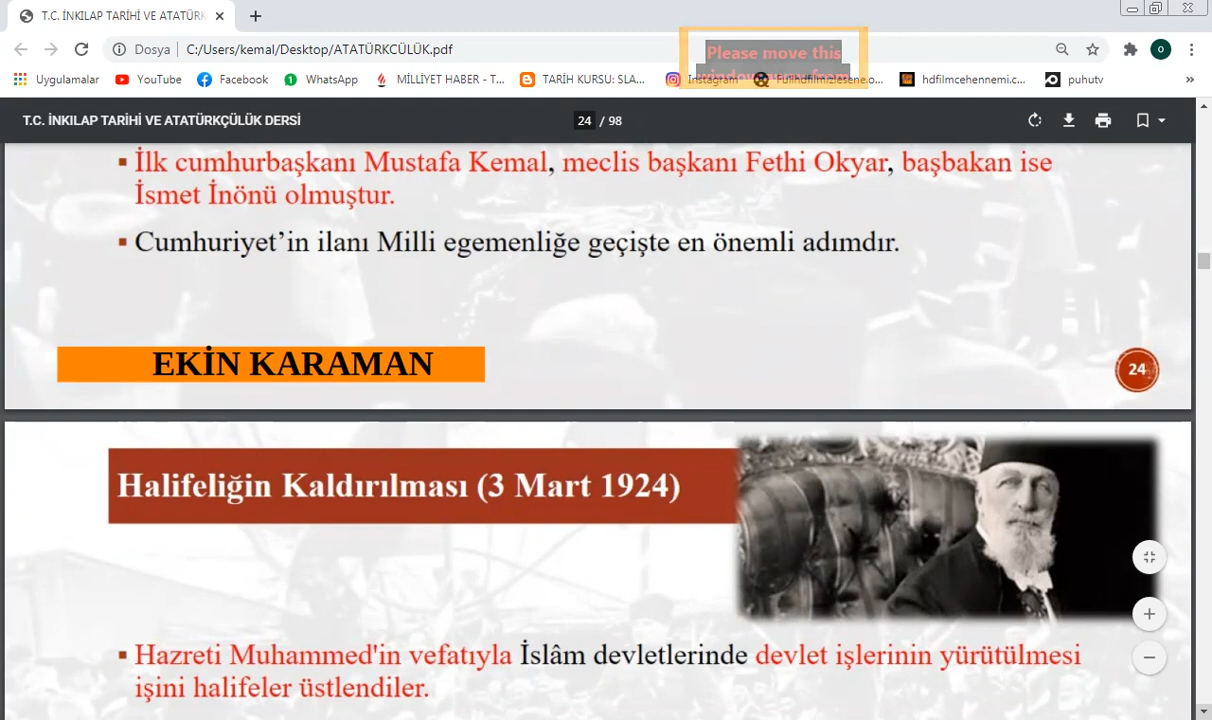 T.C. İNKILAP TARİHİ VE ATATÜRK
Dosya | C:/Users/kemal/Desktop/ATATÜRKCÜLÜK.pdf
Please move this
Uygulamalar YouTube Facebook WhatsApp MİLLİYET HABER - T... TARİH KURSU: SLA... Instagram Fullhdfilmizlesene.o... hdfilmcehennemi.c... puhutv »
T.C. İNKILAP TARİHİ VE ATATÜRKÇÜLÜK DERSİ 24 / 98
▪ İlk cumhurbaşkanı Mustafa Kemal, meclis başkanı Fethi Okyar, başbakan ise
İsmet İnönü olmuştur.
▪ Cumhuriyet’in ilanı Milli egemenliğe geçişte en önemli adımdır.
EKİN KARAMAN
24
Halifeliğin Kaldırılması (3 Mart 1924)
▪ Hazreti Muhammed'in vefatıyla İslâm devletlerinde devlet işlerinin yürütülmesi
işini halifeler üstlendiler.